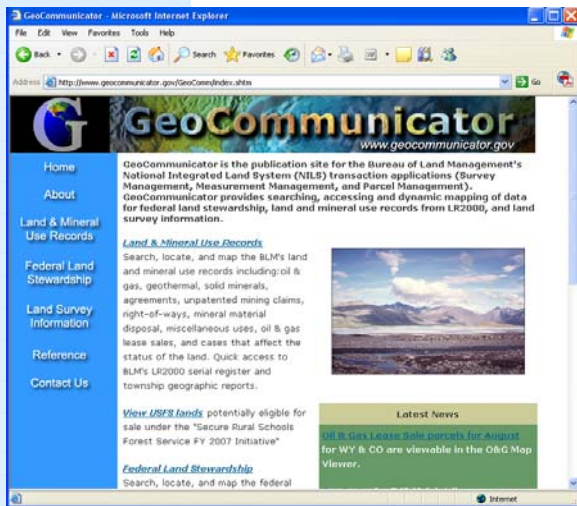 GeoCommunicator - Microsoft Internet Explorer
File Edit View Favorites Tools Help
Back Search Favorites
Address http://www.geocommunicator.gov/GeoComm/index.shtm Go
G GeoCommunicator
www.geocommunicator.gov
Home
About
Land & Mineral
Use Records
Federal Land
Stewardship
Land Survey
Information
Reference
Contact Us
GeoCommunicator is the publication site for the Bureau of Land Management's
National Integrated Land System (NILS) transaction applications (Survey
Management, Measurement Management, and Parcel Management).
GeoCommunicator provides searching, accessing and dynamic mapping of data
for federal land stewardship, land and mineral use records from LR2000, and land
survey information.
Land & Mineral Use Records
Search, locate, and map the BLM's land
and mineral use records including:oil &
gas, geothermal, solid minerals,
agreements, unpatented mining claims,
right-of-ways, mineral material
disposal, miscellaneous uses, oil & gas
lease sales, and cases that affect the
status of the land. Quick access to
BLM's LR2000 serial register and
township geographic reports.
View USFS lands potentially eligible for
sale under the "Secure Rural Schools
Forest Service FY 2007 Initiative"
Federal Land Stewardship
Search, locate, and map the federal
Latest News
Oil & Gas Lease Sale parcels for August
for WY & CO are viewable in the O&G Map
Viewer.
Internet